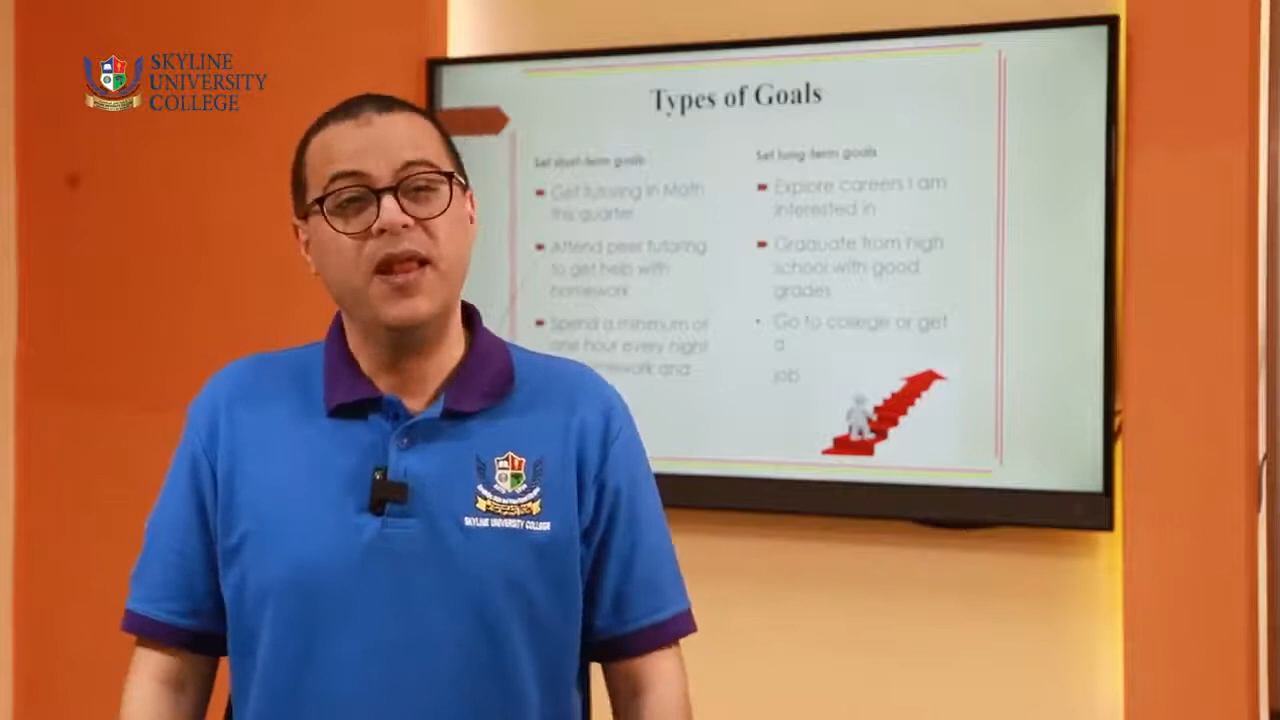 SKYLINE
UNIVERSITY
COLLEGE
Types of Goals
Set short-term goals
Get tutoring in Math
this quarter
Attend peer tutoring
to get help with
homework
Spend a minimum of
one hour every night
and
Set long-term goals
Explore careers I am
interested in
Graduate from high
school with good
grades
Go to college or get
a
job
SKYLINE UNIVERSITY COLLEGE